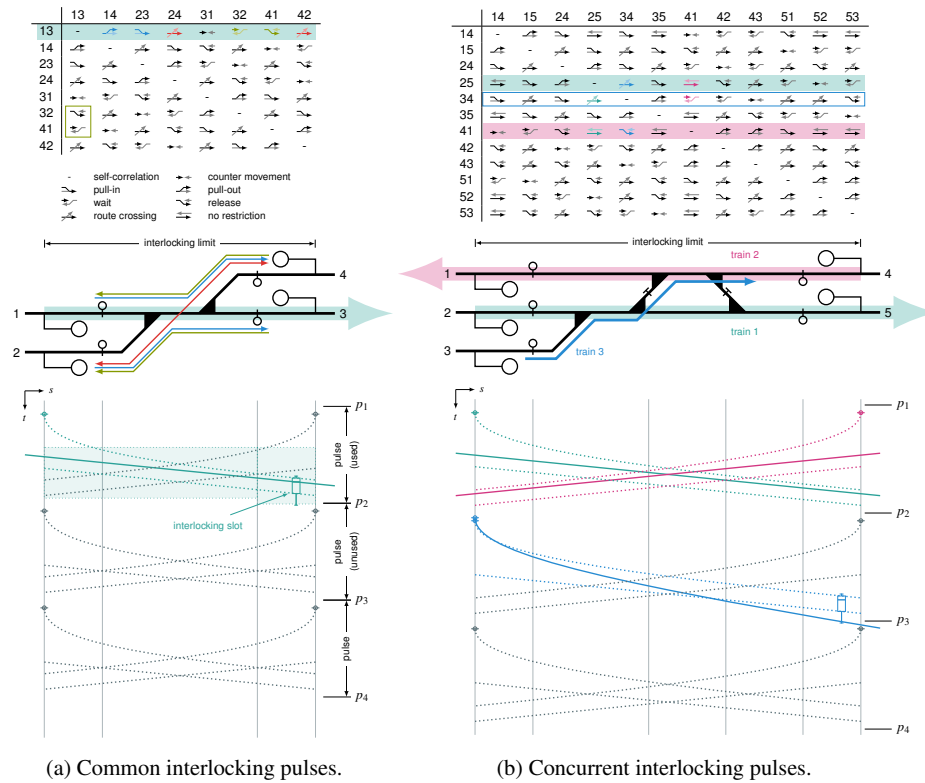 13 14 23 24 31 32 41 42
13 -
14 -
23 -
24 -
31 -
32 -
41 -
42 -
- self-correlation counter movement
pull-in pull-out
wait release
route crossing no restriction
interlocking limit
4
1 3
2
s
t
p1
pulse
(used)
p2
interlocking slot
pulse
(unused)
p3
pulse
p4
(a) Common interlocking pulses.
14 15 24 25 34 35 41 42 43 51 52 53
14 -
15 -
24 -
25 -
34 -
35 -
41 -
42 -
43 -
51 -
52 -
53 -
interlocking limit
train 2
1 4
2 5
train 1
3 train 3
p1
p2
p3
p4
(b) Concurrent interlocking pulses.